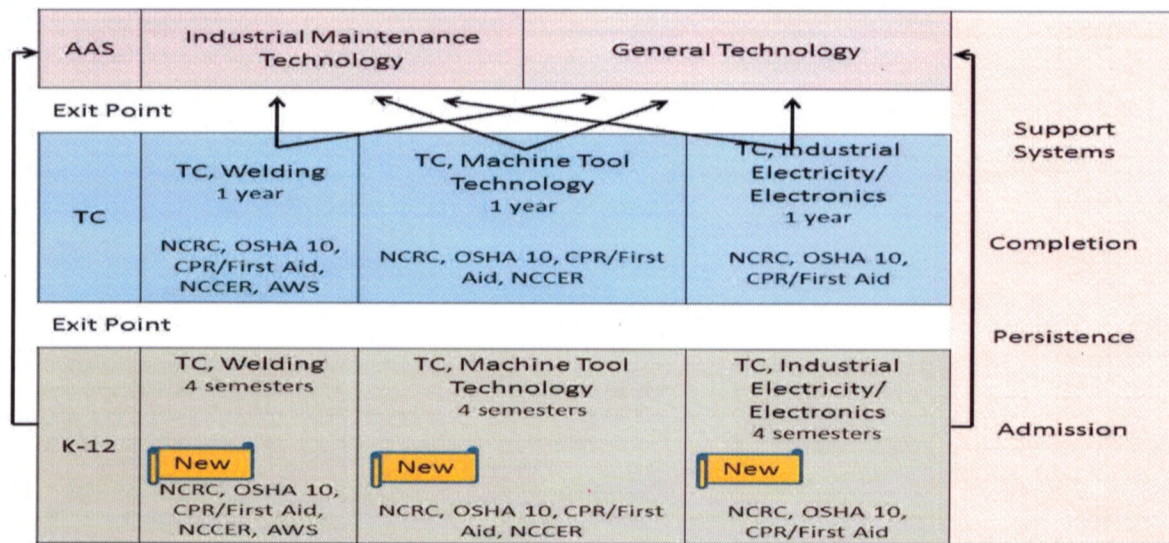 AAS
Industrial Maintenance
Technology
General Technology
Exit Point
TC
TC, Welding
1 year
NCRC, OSHA 10,
CPR/First Aid,
NCCER, AWS
TC, Machine Tool
Technology
1 year
NCRC, OSHA 10, CPR/First
Aid, NCCER
TC, Industrial
Electricity/
Electronics
1 year
NCRC, OSHA 10,
CPR/First Aid
Exit Point
K-12
TC, Welding
4 semesters
New
NCRC, OSHA 10,
CPR/First Aid,
NCCER, AWS
TC, Machine Tool
Technology
4 semesters
New
NCRC, OSHA 10, CPR/First
Aid, NCCER
TC, Industrial
Electricity/
Electronics
4 semesters
New
NCRC, OSHA 10,
CPR/First Aid
Support
Systems
Completion
Persistence
Admission